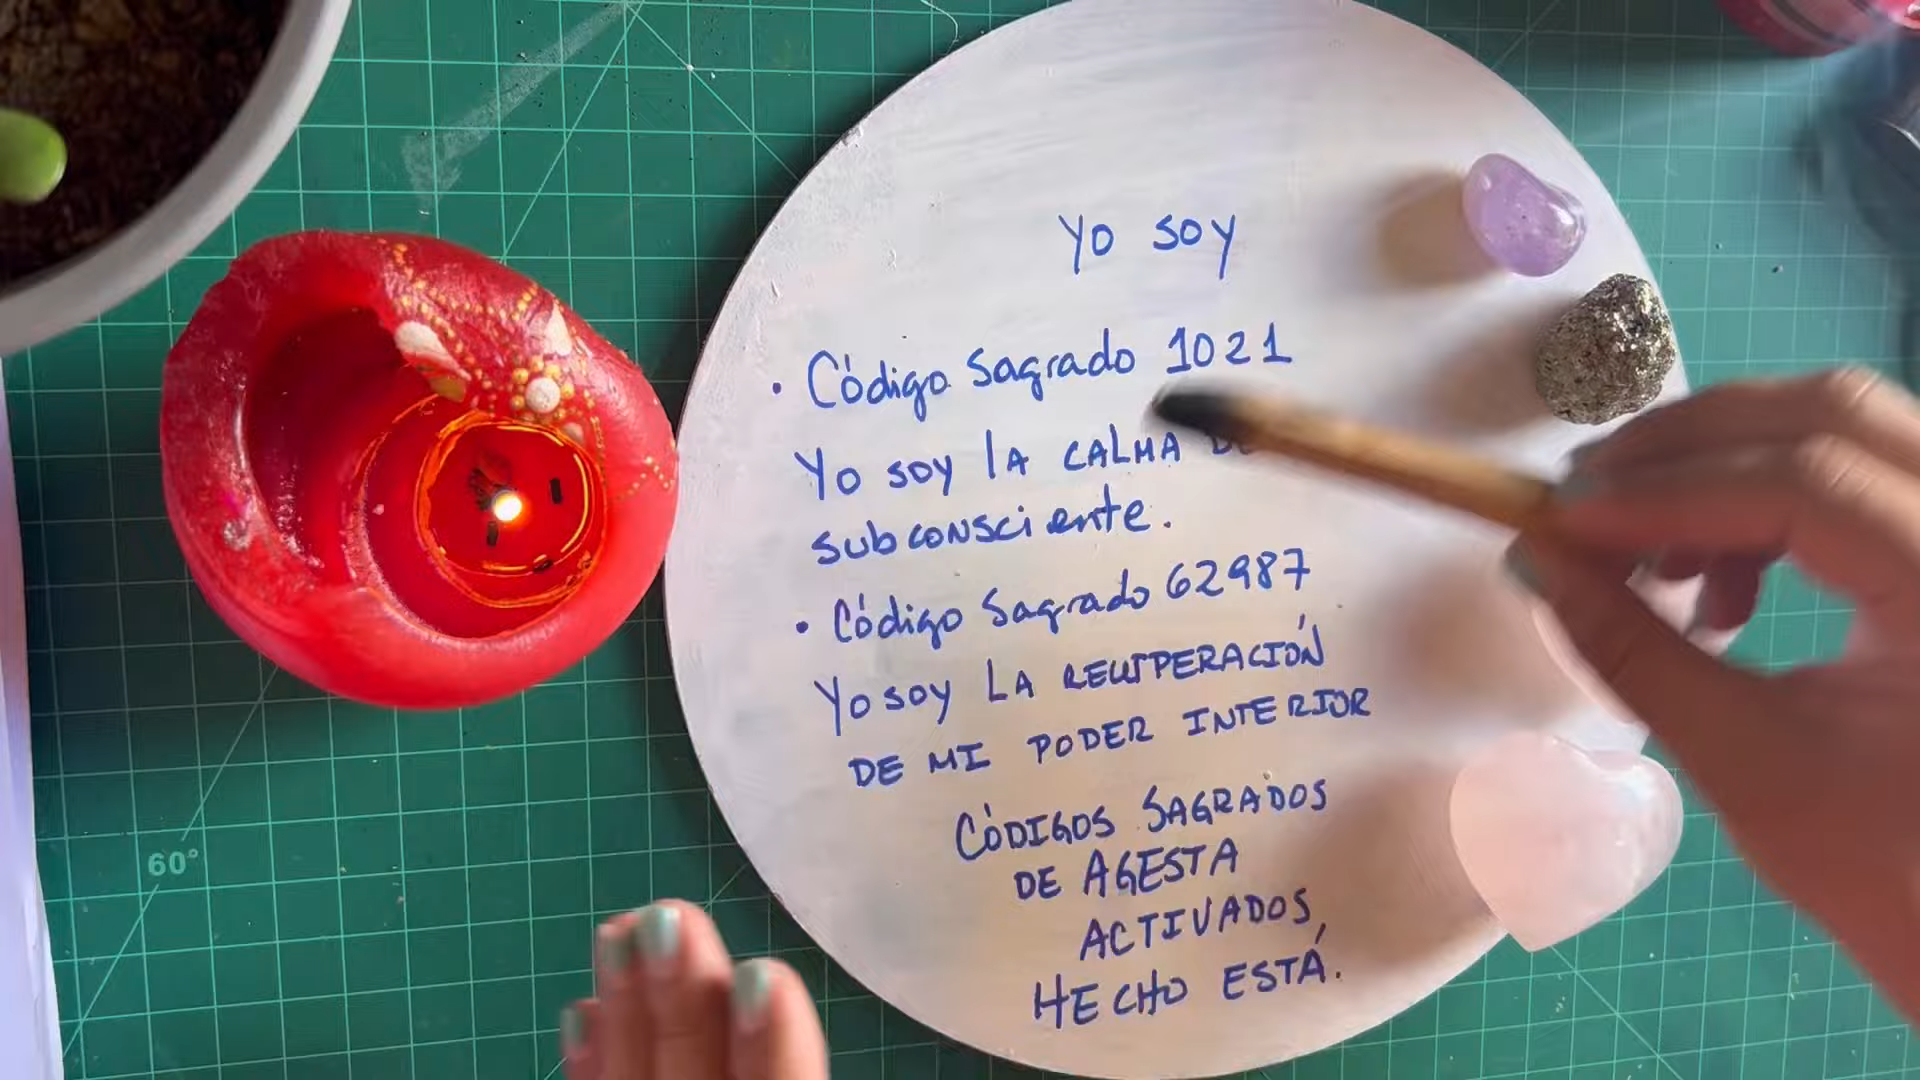 Yo soy
• Código Sagrado 1021
Yo soy la CALMA
subconsciente.
• Código Sagrado 62987
Yo soy LA RECUPERACIÓN
DE MI PODER INTERIOR
CÓDIGOS SAGRADOS
DE AGESTA
ACTIVADOS,
HECHO ESTÁ.
60°